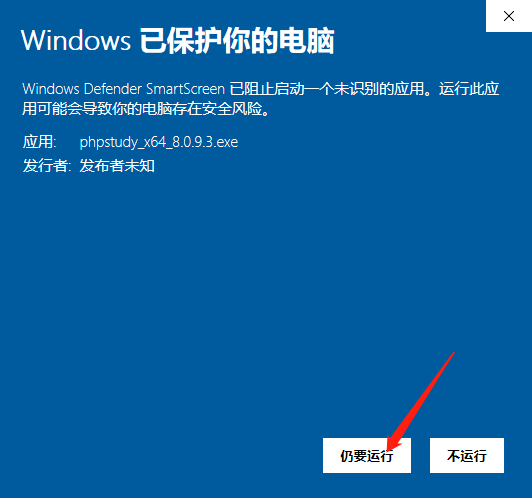 Windows 已保护你的电脑
Windows Defender SmartScreen 已阻止启动一个未识别的应用。运行此应
用可能会导致你的电脑存在安全风险。
应用: phpstudy_x64_8.0.9.3.exe
发行者: 发布者未知
仍要运行 不运行